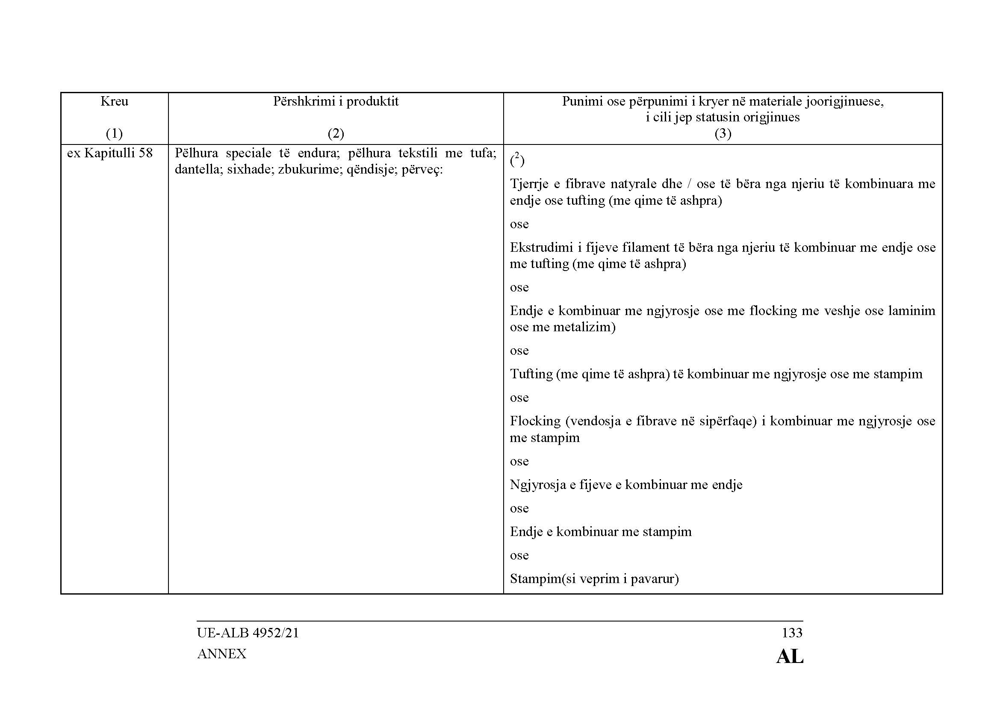 Kreu
(1)
Përshkrimi i produktit
(2)
Punimi ose përpunimi i kryer në materiale joorigjinuese,
i cili jep statusin origjinues
(3)
ex Kapitulli 58
Pëlhura speciale të endura; pëlhura tekstili me tufa;
dantella; sixhade; zbukurime; qëndisje; përveç:
(²)
Tjerrje e fibrave natyrale dhe / ose të bëra nga njeriu të kombinuara me
endje ose tufting (me qime të ashpra)
ose
Ekstrudimi i fijeve filament të bëra nga njeriu të kombinuar me endje ose
me tufting (me qime të ashpra)
ose
Endje e kombinuar me ngjyrosje ose me flocking me veshje ose laminim
ose me metalizim)
ose
Tufting (me qime të ashpra) të kombinuar me ngjyrosje ose me stampim
ose
Flocking (vendosja e fibrave në sipërfaqe) i kombinuar me ngjyrosje ose
me stampim
ose
Ngjyrosja e fijeve e kombinuar me endje
ose
Endje e kombinuar me stampim
ose
Stampim(si veprim i pavarur)
UE-ALB 4952/21
133
ANNEX
AL